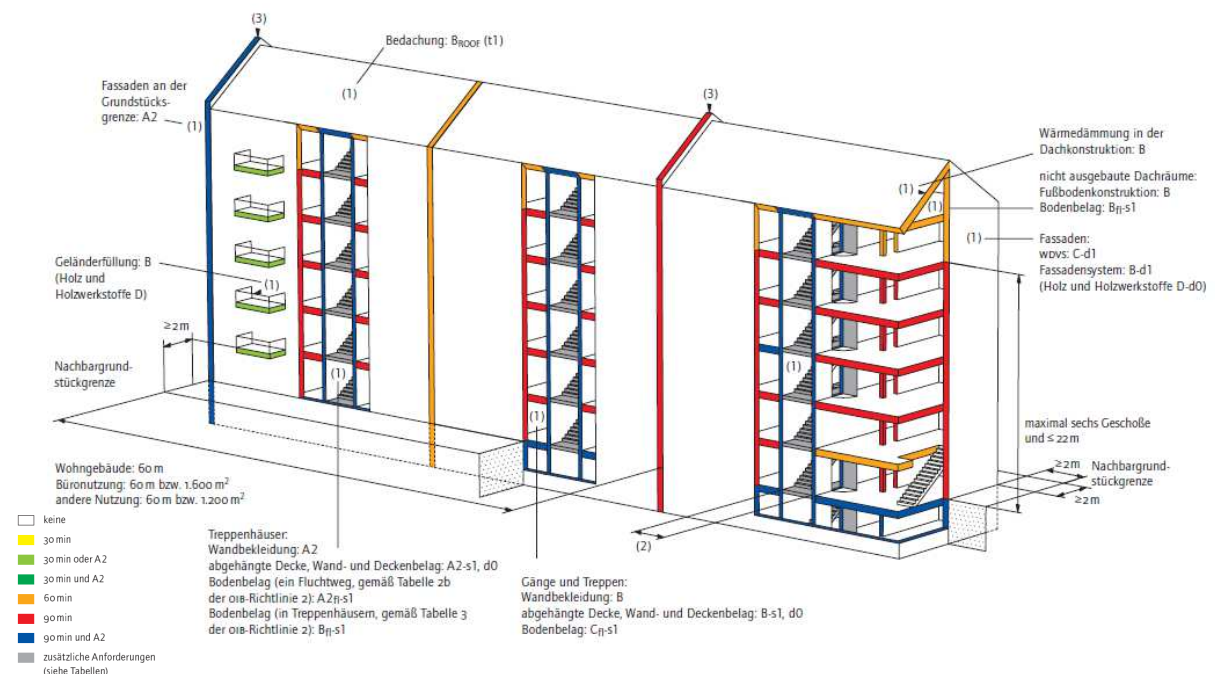 (3)
Bedachung: BROOF (t1)
Fassaden an der
Grundstücks-
grenze: A2
(1)
(1)
(3)
Wärmedämmung in der
Dachkonstruktion: B
(1)
nicht ausgebaute Dachräume:
Fußbodenkonstruktion: B
Bodenbelag: Bfl-s1
(1)
(1)
Fassaden:
WDVS: C-d1
Fassadensystem: B-d1
(Holz und Holzwerkstoffe D-d0)
Geländerfüllung: B
(Holz und
Holzwerkstoffe D)
(1)
≥2m
Nachbargrund-
stückgrenze
(1)
(1)
(1)
maximal sechs Geschoße
und ≤ 22m
≥2m
Nachbargrund-
stückgrenze
≥2m
Wohngebäude: 60m
Büronutzung: 60m bzw. 1.600 m²
andere Nutzung: 60m bzw. 1.200 m²
(2)
Treppenhäuser:
Wandbekleidung: A2
abgehängte Decke, Wand- und Deckenbelag: A2-s1, d0
Bodenbelag (ein Fluchtweg, gemäß Tabelle 2b
der OIB-Richtlinie 2): A2fl-s1
Bodenbelag (in Treppenhäusern, gemäß Tabelle 3
der OIB-Richtlinie 2): Bfl-s1
Gänge und Treppen:
Wandbekleidung: B
abgehängte Decke, Wand- und Deckenbelag: B-s1, d0
Bodenbelag: Cfl-s1
keine
30 min
30 min oder A2
30 min und A2
60 min
90 min
90 min und A2
zusätzliche Anforderungen
(siehe Tabellen)